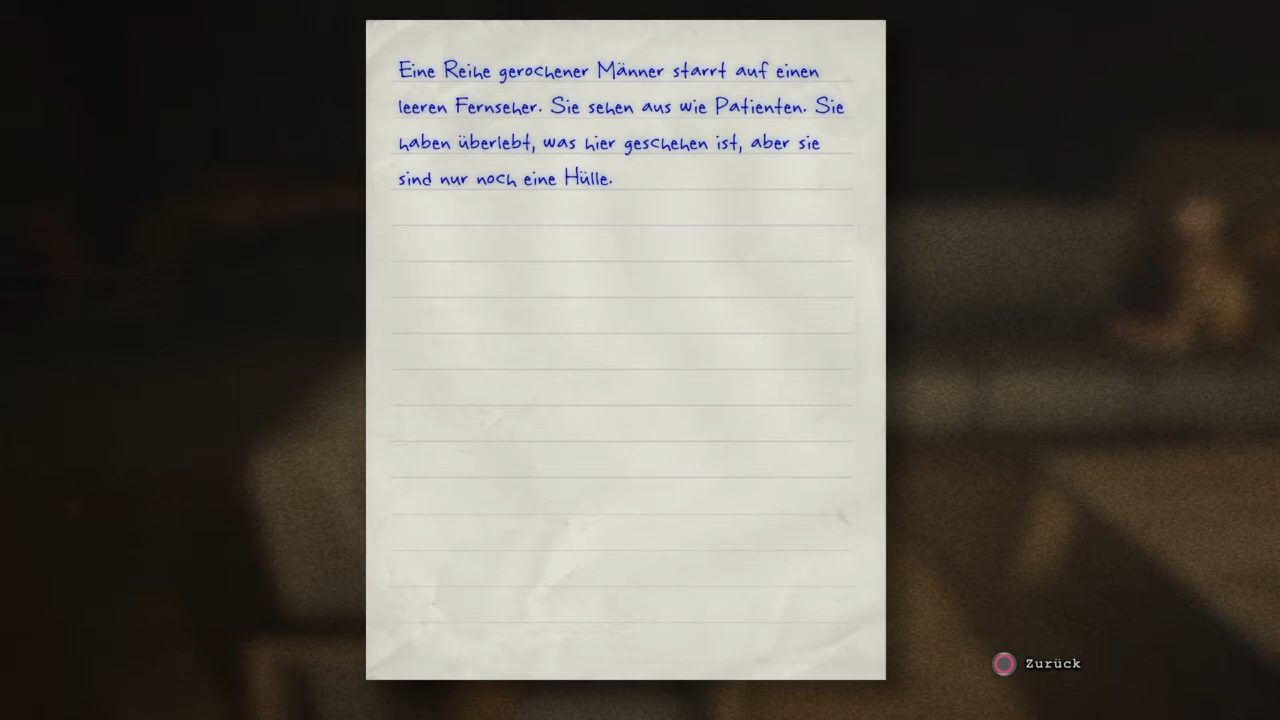 Eine Reihe gerochener Männer starrt auf einen
leeren Fernseher. Sie sehen aus wie Patienten. Sie
haben überlebt, was hier geschehen ist, aber sie
sind nur noch eine Hülle.
Zurück